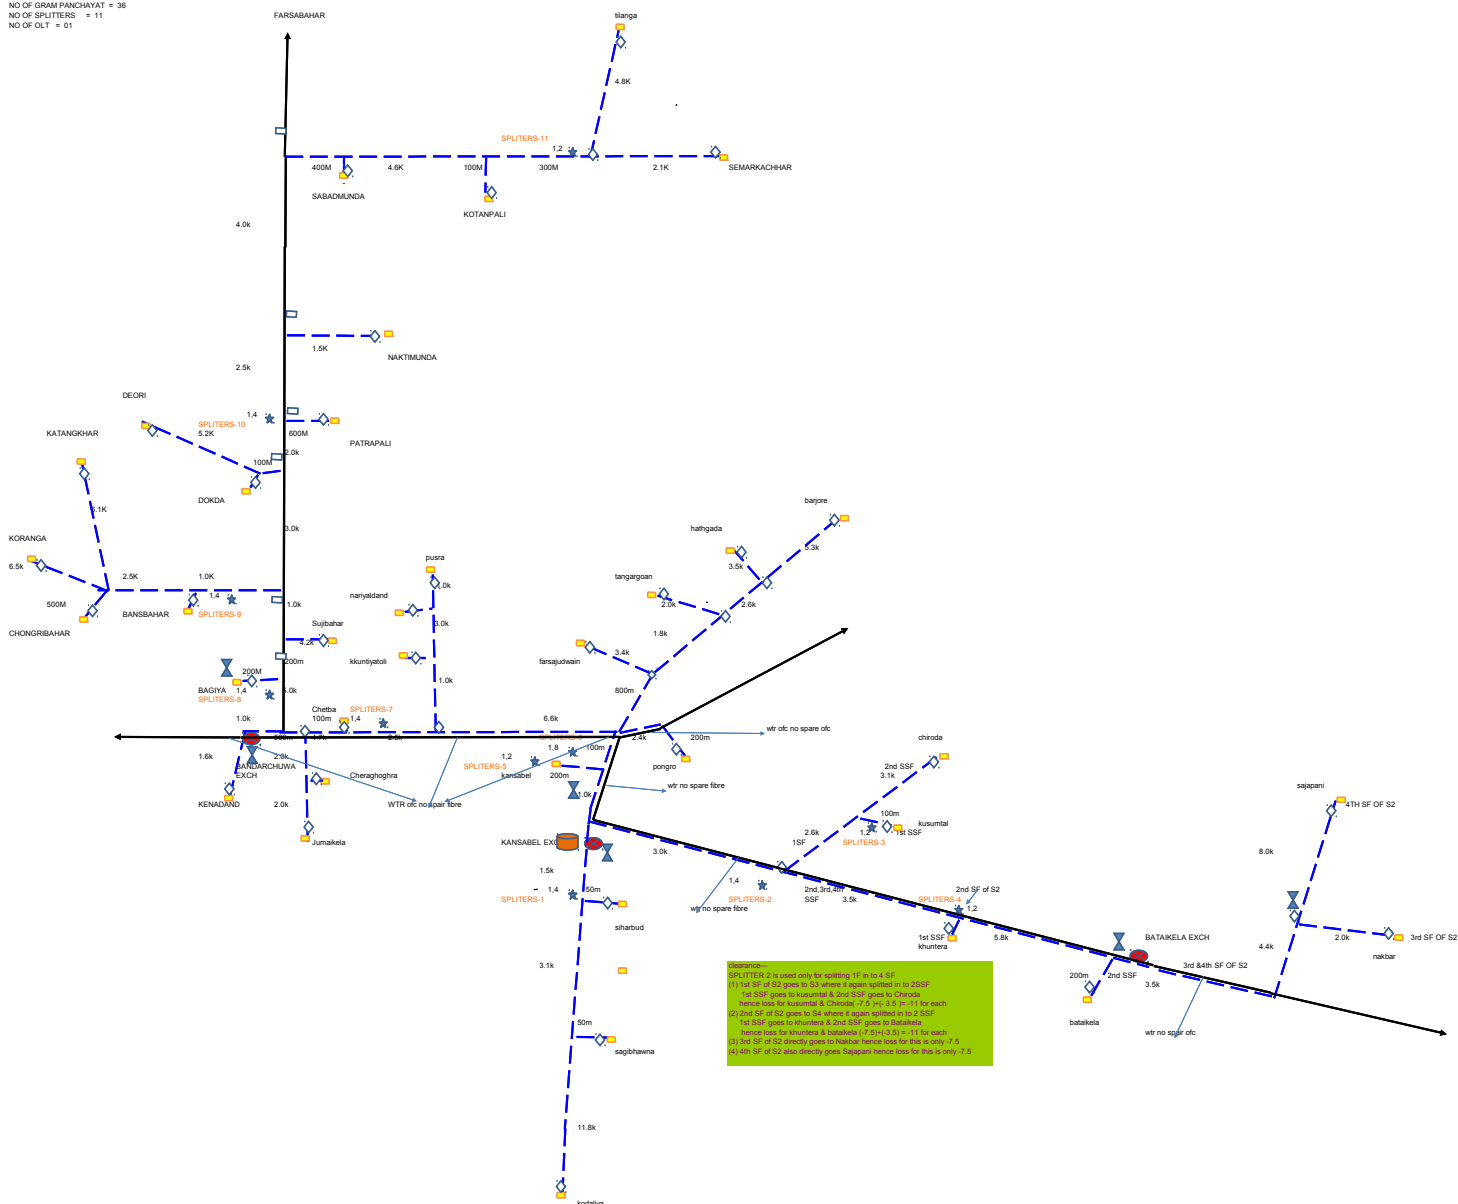 NO OF GRAM PANCHAYAT = 36
NO OF SPLITTERS = 11
NO OF OLT = 01
FARSABAHAR
tilanga
4.8K
SPLITERS-11
1,2
400M
4.6K
100M
300M
2.1K
SEMARKACHHAR
SABADMUNDA
KOTANPALI
4.0k
1.5K
NAKTIMUNDA
2.5k
DEORI
1,4
SPLITERS-10
5.2K
600M
PATRAPALI
KATANGKHAR
2.0k
100M
DOKDA
.1K
3.0k
barjore
hathgada
5.3k
KORANGA
6.5k
pusra
3.5k
tangargoan
2.5K
1.0K
.0k
nariyaldand
1,4
500M
BANSBAHAR
SPLITERS-9
1.0k
2.0k
2.6k
CHONGRIBAHAR
Sujibahar
3.0k
1.8k
4.2k
3.4k
200m
kkuntiyatoli
farsajudwain
200M
BAGIYA
1,4
SPLITERS-8
.0k
1.0k
800m
Chetba
SPLITERS-7
1.0k
100m
1,4
6.6k
wtr ofc no spare ofc
2.4k
200m
1.6k
2.0k
1,8
100m
chiroda
1,2
SPLITERS-5
kansabel
200m
pongro
2nd SSF
3.1k
BANDARCHUWA
EXCH
Cheraghoghra
KENADAND
2.0k
WTR ofc no spair fibre
1.0k
wtr no spare fibre
sajapani
4TH SF OF S2
100m
kusumtal
1st SSF
1,2
2.6k
1SF
SPLITERS-3
Jumaikela
KANSABEL EXC
3.0k
8.0k
1.5k
1,4
50m
SPLITERS-1
1,4
SPLITERS-2
2nd,3rd,4th
SSF
3.5k
2nd SF of S2
SPLITERS-4
1,2
wtr no spare fibre
siharbud
1st SSF
khuntera
5.8k
BATAIKELA EXCH
4.4k
2.0k
3rd SF OF S2
nakbar
3.1k
3rd &4th SF OF S2
200m
2nd SSF
3.5k
bataikela
wtr no spair ofc
clearance---
SPLITTER 2 is used only for splitting 1F in to 4 SF
(1) 1st SF of S2 goes to S3 where it again splitted in to 2SSF
1st SSF goes to kusumtal & 2nd SSF goes to Chiroda
hence loss for kusumtal & Chiroda( -7.5 )+(- 3.5 )= -11 for each
(2) 2nd SF of S2 goes to S4 where it again splitted in to 2 SSF
1st SSF goes to khuntera & 2nd SSF goes to Bataikela
hence loss for khuntera & bataikela (-7.5)+(-3.5) = -11 for each
(3) 3rd SF of S2 directly goes to Nakbar hence loss for this is only -7.5
(4) 4th SF of S2 also directly goes Sajapani hence loss for this is only -7.5
50m
sagibhawna
11.8k